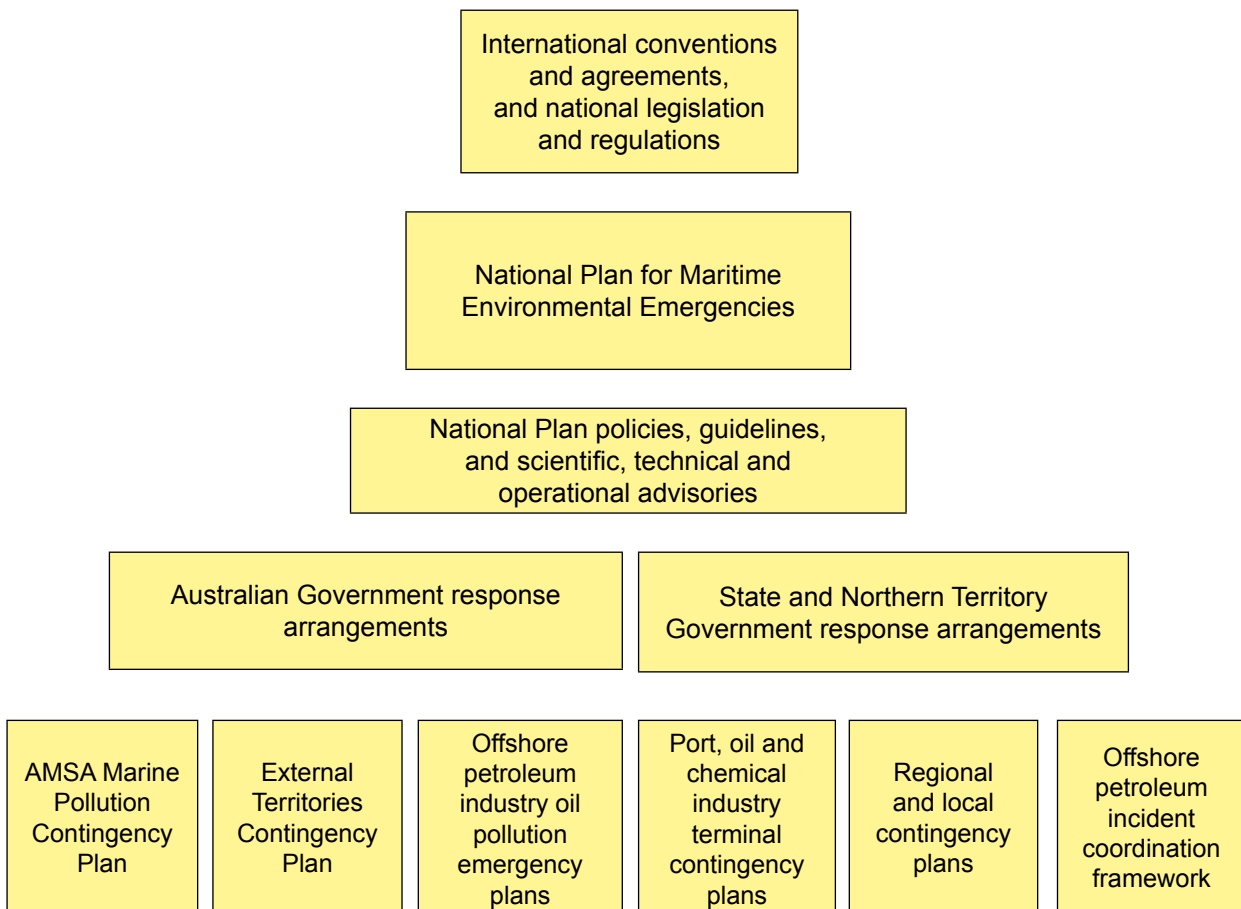 International conventions
and agreements,
and national legislation
and regulations
National Plan for Maritime
Environmental Emergencies
National Plan policies, guidelines,
and scientific, technical and
operational advisories
Australian Government response
arrangements
State and Northern Territory
Government response arrangements
AMSA Marine
Pollution
Contingency
Plan
External
Territories
Contingency
Plan
Offshore
petroleum
industry oil
pollution
emergency
plans
Port, oil and
chemical
industry
terminal
contingency
plans
Regional
and local
contingency
plans
Offshore
petroleum
incident
coordination
framework